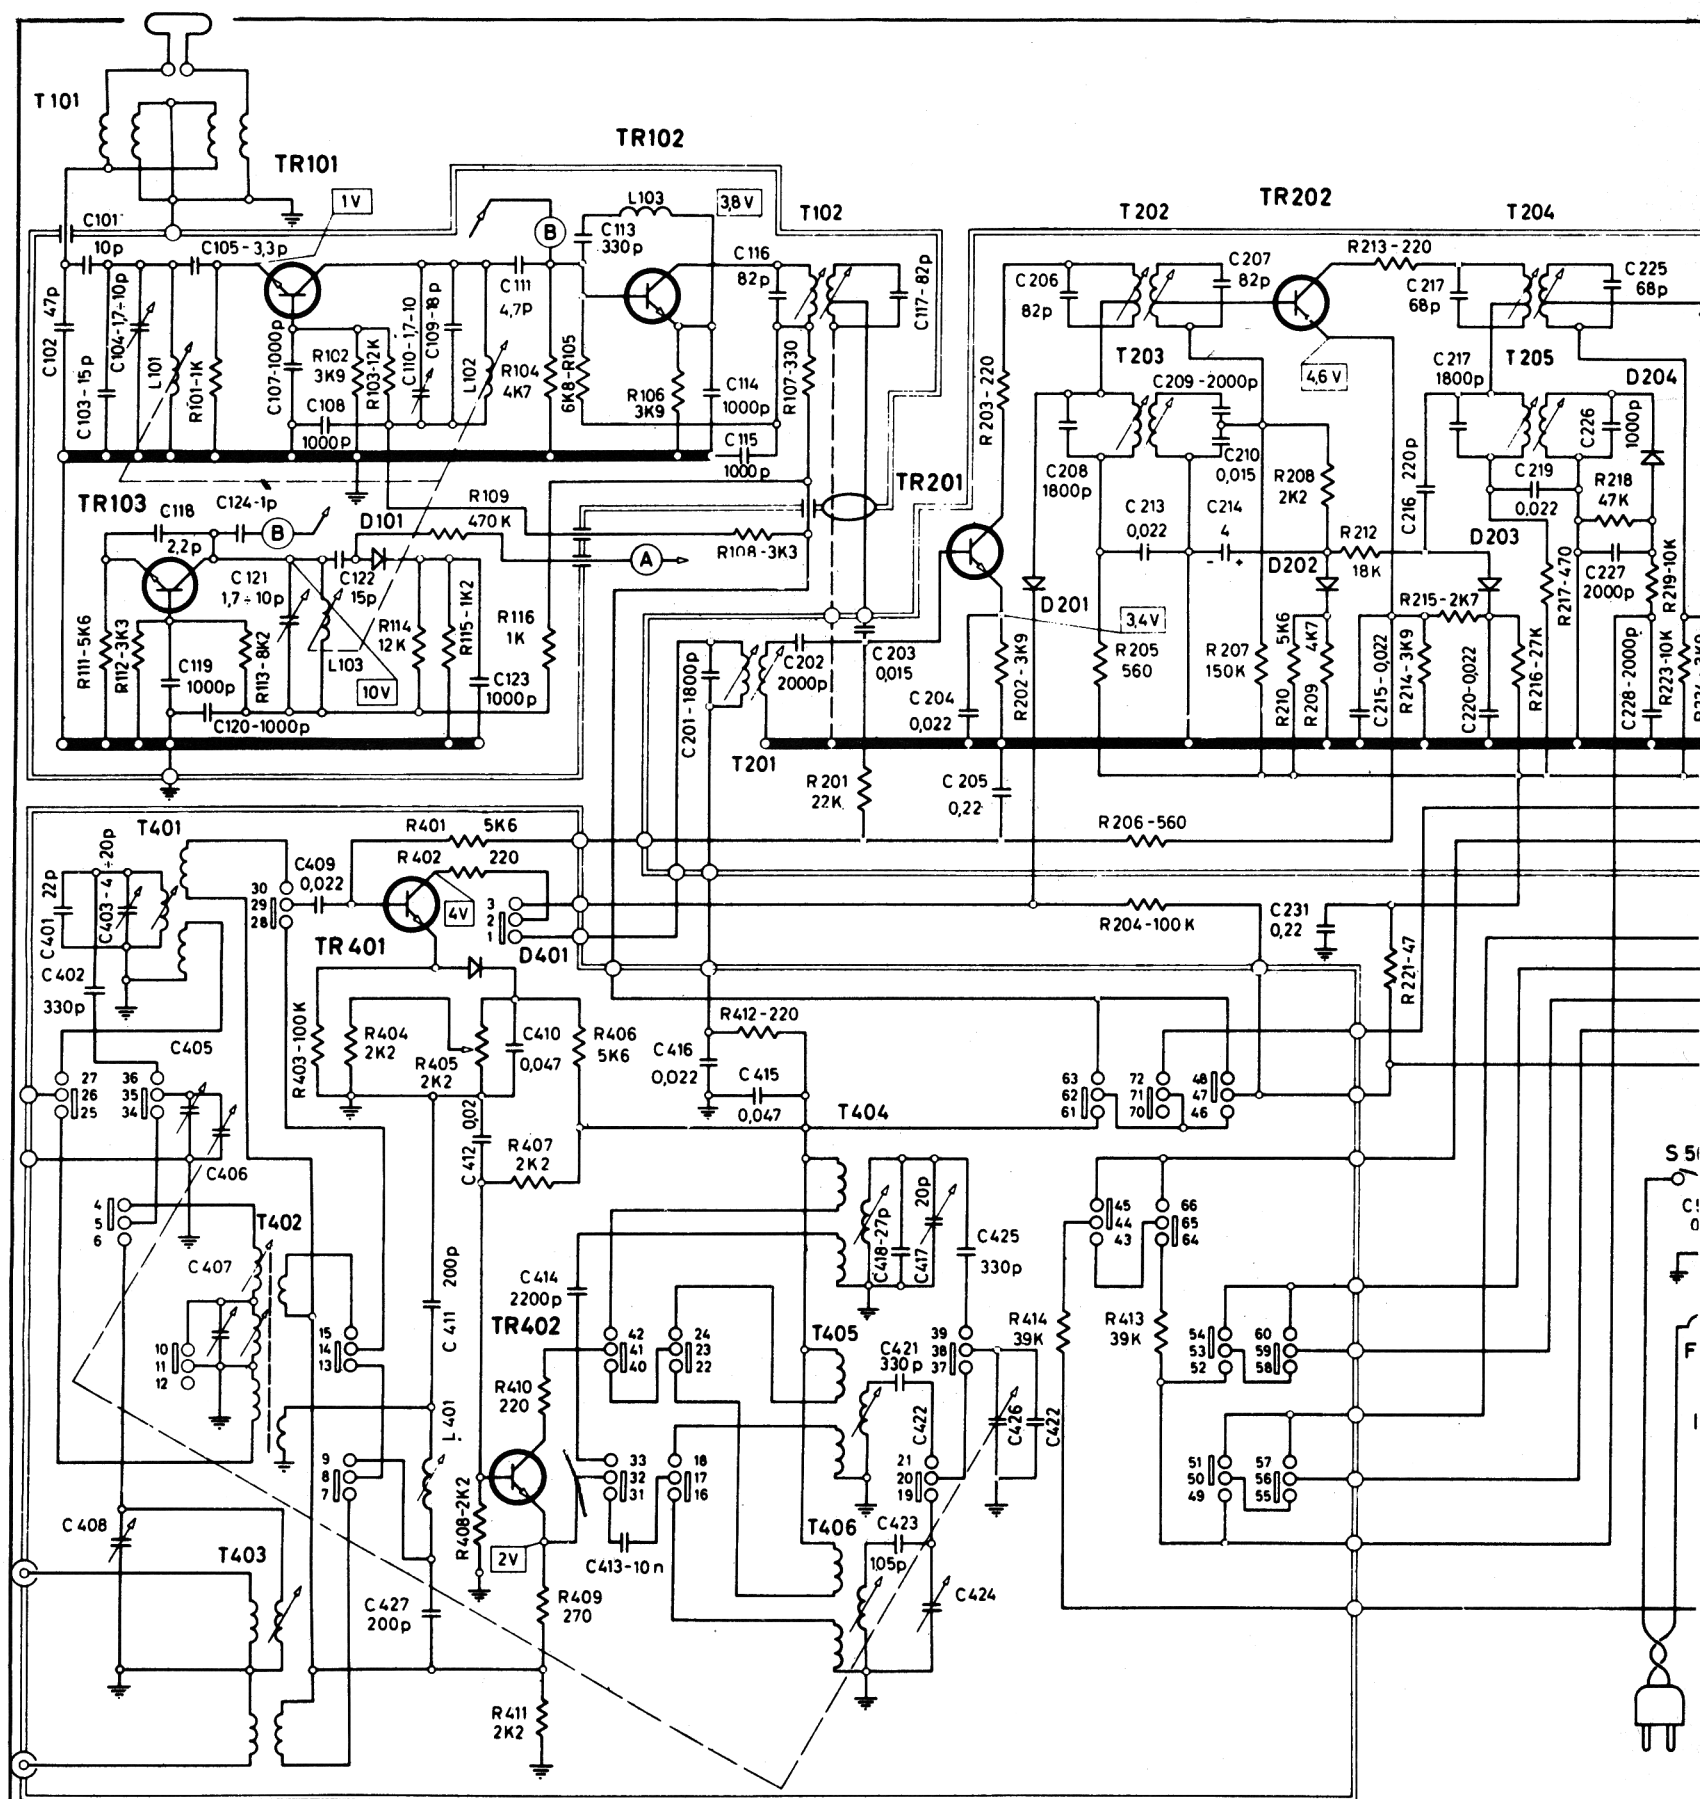 T101
TR101
TR102
1V
L103
3,8V
T102
T202
TR202
T204
C101
10p
C105-3,3p
B
C113
330p
C116
82p
C117-82p
C206
82p
C207
82p
R213-220
C217
68p
C225
68p
47p
C102
C103-15p
C104-1,7÷10p
L101
R101-1K
C107-1000p
R102
3K9
R103-12K
C110-1,7-10
C109-18p
L102
C111
4,7p
R104
4K7
6K8-R105
R106
3K9
C114
1000p
R107-330
C108
1000p
C115
1000p
R203-220
T203
C209-2000p
4,6V
C217
1800p
T205
D204
C208
1800p
C210
0,015
R208
2K2
220p
C216
C219
0,022
C226
1000p
R218
47K
TR103
C118
2,2p
C124-1p
B
D101
R109
470K
R108-3K3
A
TR201
C213
0,022
C214
4
- +
D202
R212
18K
D203
R217-470
C227
2000p
R219-10K
C121
1,7÷10p
C122
15p
R114
12K
R115-1K2
R116
1K
R111-5K6
R112-3K3
C119
1000p
R113-8K2
L103
10V
C123
1000p
C120-1000p
C201-1800p
C202
2000p
C203
0,015
C204
0,022
R202-3K9
D201
3,4V
R205
560
R207
150K
5K6
R210
4K7
R209
C215-0,022
R214-3K9
R215-2K7
C220-0,022
R216-27K
C228-2000p
R223-10K
T201
R201
22K
C205
0,22
R206-560
T401
R401
5K6
R402
220
22p
C401
C403-4÷20p
C409
0,022
30
29
28
4V
TR401
3
2
1
D401
R204-100K
C231
0,22
R221-47
C402
330p
C405
R403-100K
R404
2K2
R405
2K2
C410
0,047
R406
5K6
R412-220
C416
0,022
C415
0,047
27
26
25
36
35
34
63
62
61
72
71
70
48
47
46
C412 0,02
R407
2K2
T404
C406
4
5
6
T402
C407
200p
C411
C414
2200p
C418-27p
20p
C417
C425
330p
45
44
43
66
65
64
S 5
R414
39K
R413
39K
TR402
10
11
12
15
14
13
42
41
40
24
23
22
T405
C421
330p
39
38
37
54
53
52
60
59
58
F
R410
220
L401
C422
C426
C422
9
8
7
33
32
31
18
17
16
21
20
19
51
50
49
57
56
55
C408
T403
R408-2K2
2V
C413-10n
T406
C423
105p
C424
C427
200p
R409
270
R411
2K2